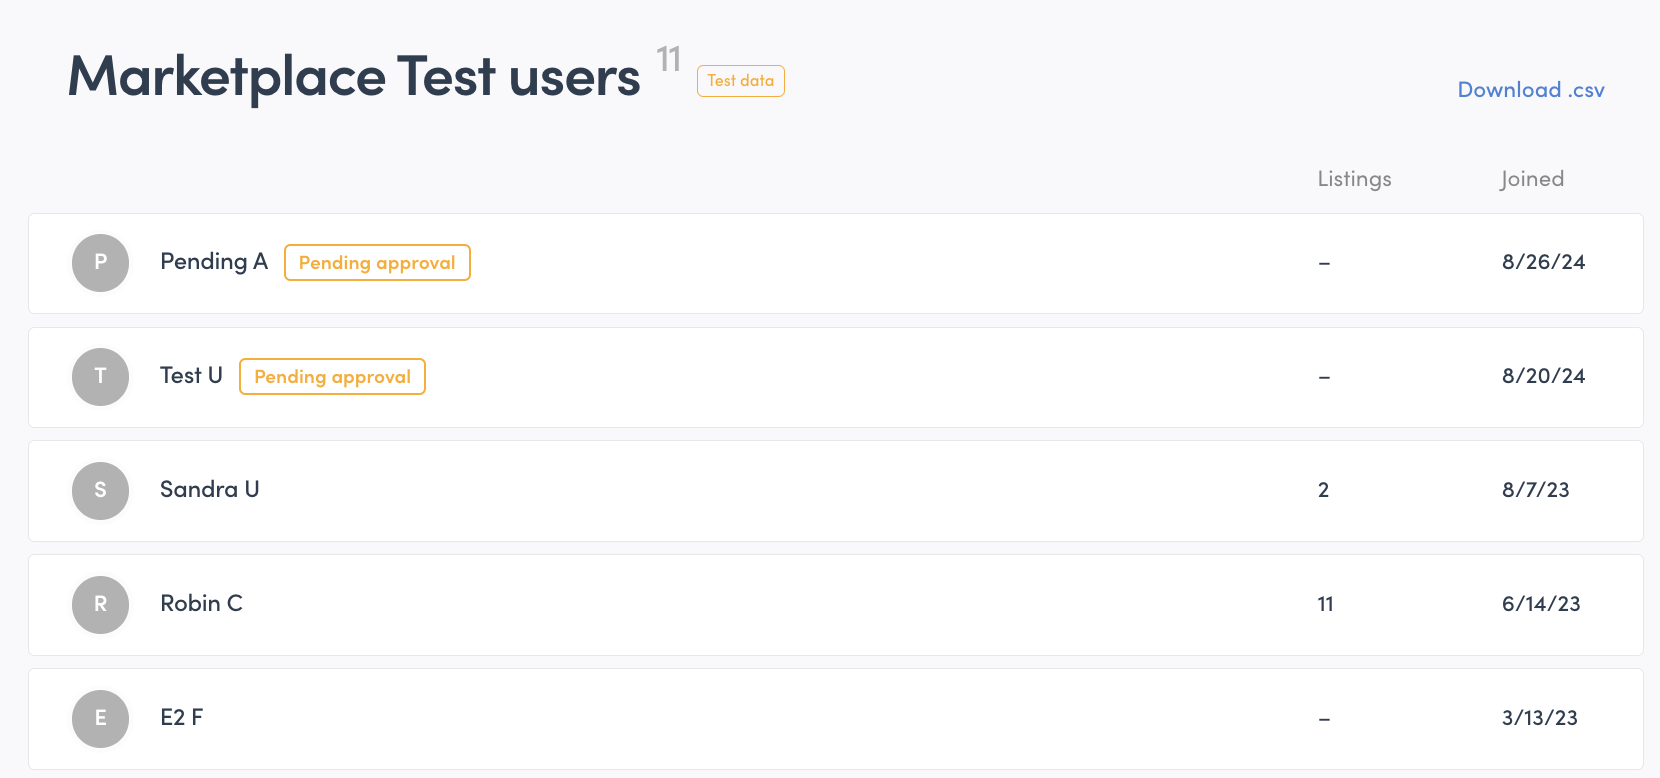 Marketplace Test users 11 Test data
Download .csv
Listings Joined
P Pending A Pending approval – 8/26/24
T Test U Pending approval – 8/20/24
S Sandra U 2 8/7/23
R Robin C 11 6/14/23
E E2 F – 3/13/23